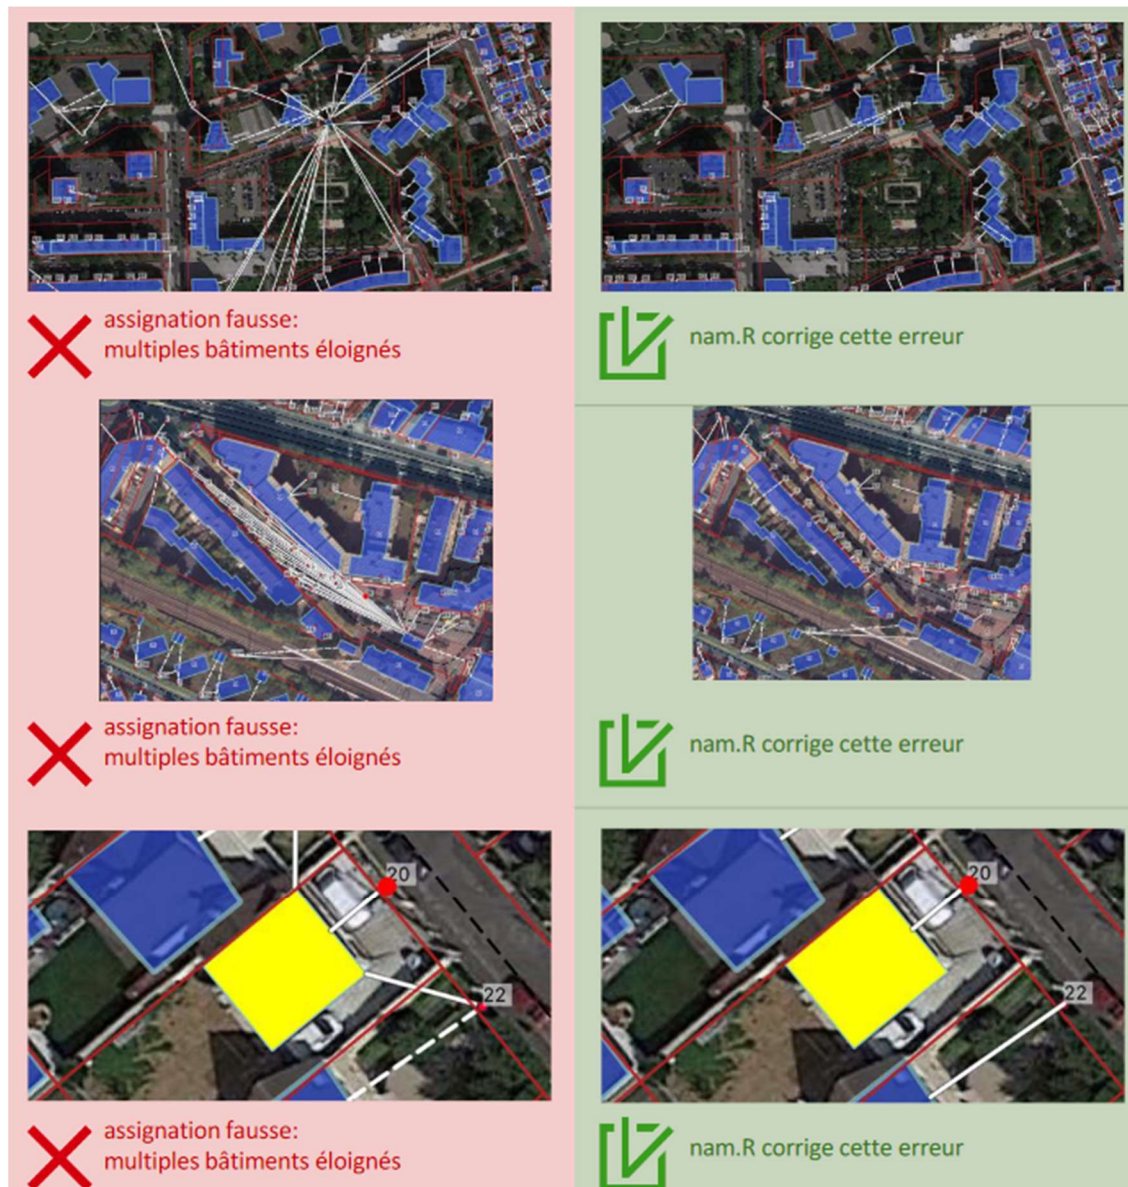 assignation fausse:
multiples bâtiments éloignés
nam.R corrige cette erreur
assignation fausse:
multiples bâtiments éloignés
nam.R corrige cette erreur
20
22
20
22
assignation fausse:
multiples bâtiments éloignés
nam.R corrige cette erreur